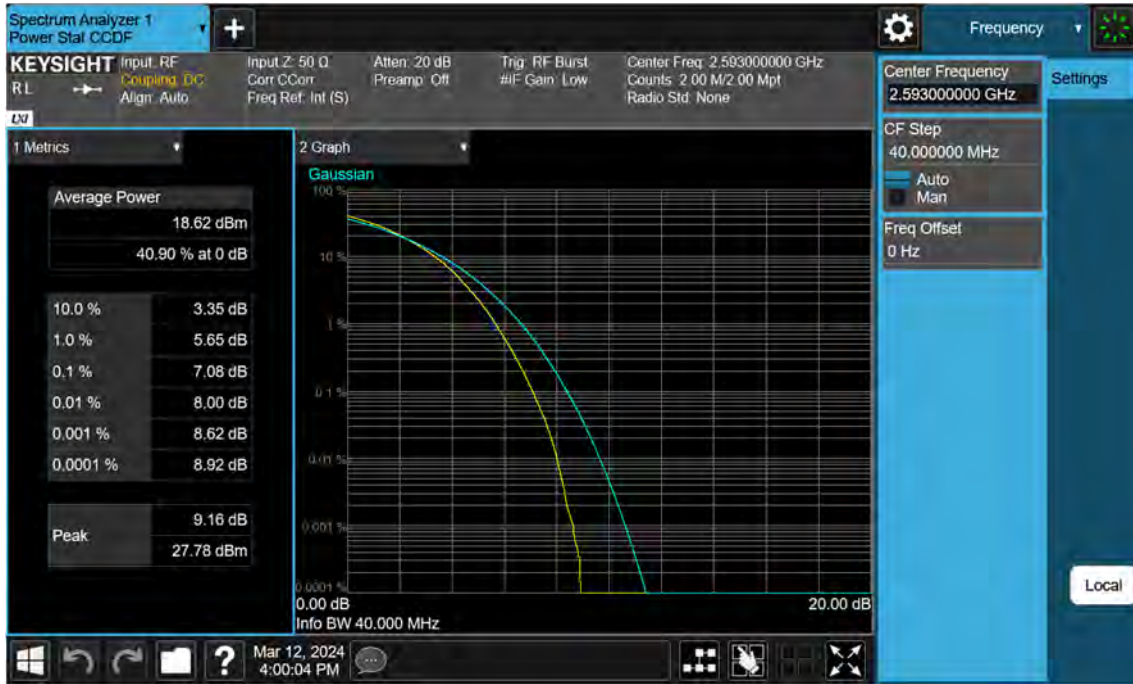 Spectrum Analyzer 1
Power Stat CCDF
Frequency
KEYSIGHT
RL
LXI
Input: RF
Coupling: DC
Align: Auto
Input Z: 50 Ω
Corr CCorr
Freq Ref: Int (S)
Atten: 20 dB
Preamp: Off
Trig: RF Burst
#IF Gain: Low
Center Freq: 2.593000000 GHz
Counts: 2.00 M/2.00 Mpt
Radio Std: None
Center Frequency
2.593000000 GHz
Settings
CF Step
40.000000 MHz
Auto
Man
Freq Offset
0 Hz
Local
1 Metrics
Average Power
18.62 dBm
40.90 % at 0 dB
10.0 % 3.35 dB
1.0 % 5.65 dB
0.1 % 7.08 dB
0.01 % 8.00 dB
0.001 % 8.62 dB
0.0001 % 8.92 dB
Peak
9.16 dB
27.78 dBm
2 Graph
Gaussian
100 %
10 %
1 %
0.1 %
0.01 %
0.001 %
0.0001 %
0.00 dB 20.00 dB
Info BW 40.000 MHz
?
Mar 12, 2024
4:00:04 PM